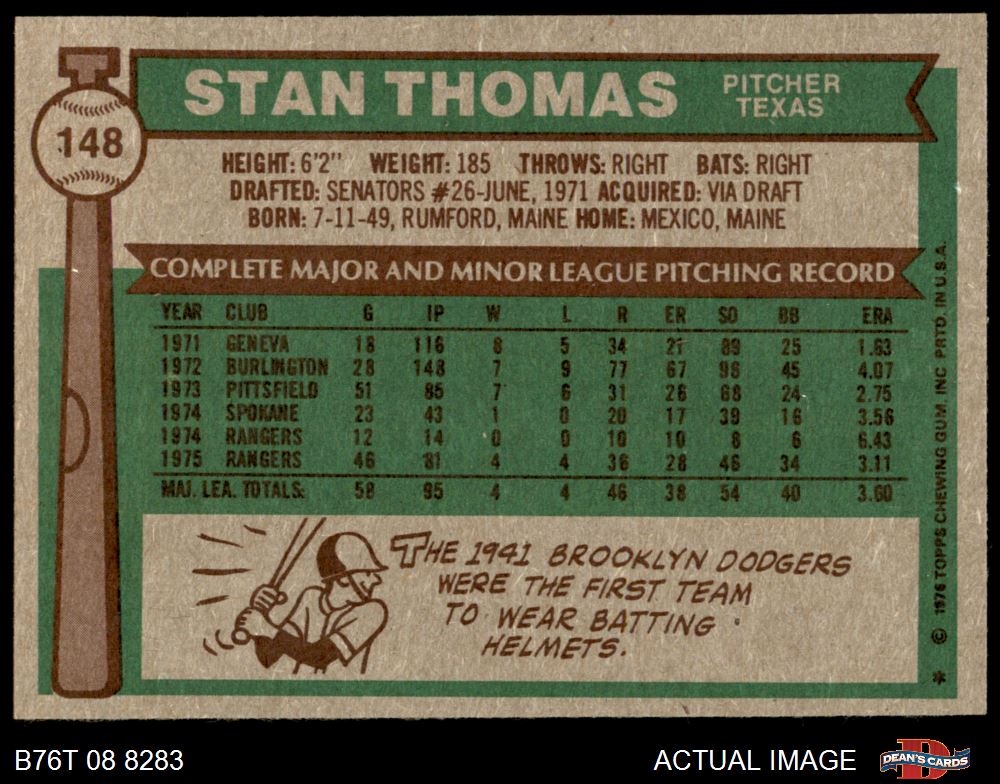 148
STAN THOMAS
PITCHER
TEXAS
HEIGHT: 6'2" WEIGHT: 185 THROWS: RIGHT BATS: RIGHT
DRAFTED: SENATORS #26-JUNE, 1971 ACQUIRED: VIA DRAFT
BORN: 7-11-49, RUMFORD, MAINE HOME: MEXICO, MAINE
COMPLETE MAJOR AND MINOR LEAGUE PITCHING RECORD
YEAR CLUB G IP W L R ER SO BB ERA
1971 GENEVA 18 116 8 5 34 21 89 25 1.63
1972 BURLINGTON 28 148 7 9 77 67 96 45 4.07
1973 PITTSFIELD 51 85 7 6 31 26 68 24 2.75
1974 SPOKANE 23 43 1 0 20 17 39 16 3.56
1974 RANGERS 12 14 0 0 10 10 8 6 6.43
1975 RANGERS 46 81 4 4 36 28 46 34 3.11
MAJ. LEA. TOTALS: 58 95 4 4 46 38 54 40 3.60
THE 1941 BROOKLYN DODGERS
WERE THE FIRST TEAM
TO WEAR BATTING
HELMETS.
* © 1976 TOPPS CHEWING GUM, INC PRTD. IN U.S.A.
B76T 08 8283
ACTUAL IMAGE
DEAN'S CARDS